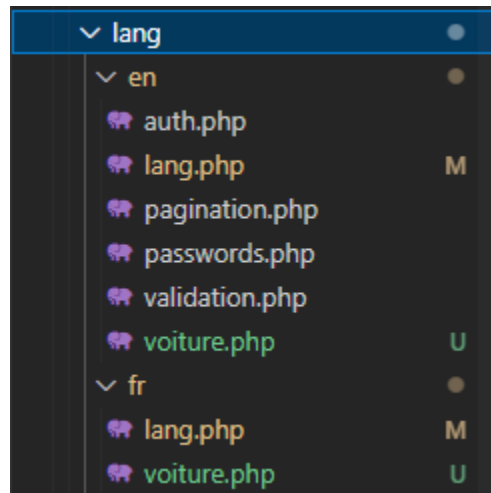 lang
en
auth.php
lang.php M
pagination.php
passwords.php
validation.php
voiture.php U
fr
lang.php M
voiture.php U